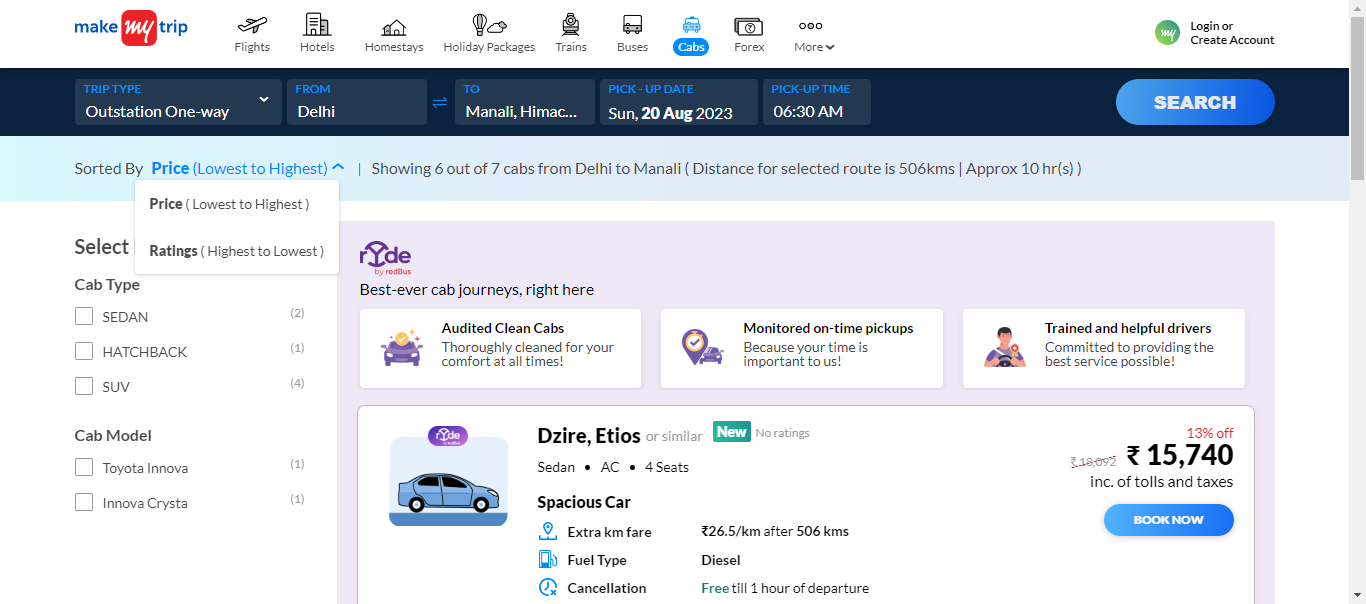 make my trip
Flights
Hotels
Homestays
Holiday Packages
Trains
Buses
Cabs
Forex
More
my
Login or
Create Account
TRIP TYPE
Outstation One-way
FROM
Delhi
TO
Manali, Himac...
PICK - UP DATE
Sun, 20 Aug 2023
PICK-UP TIME
06:30 AM
SEARCH
Sorted By Price (Lowest to Highest) | Showing 6 out of 7 cabs from Delhi to Manali ( Distance for selected route is 506kms | Approx 10 hr(s) )
Price ( Lowest to Highest )
Ratings ( Highest to Lowest )
Select
Cab Type
SEDAN (2)
HATCHBACK (1)
SUV (4)
Cab Model
Toyota Innova (1)
Innova Crysta (1)
rYde
by redBus
Best-ever cab journeys, right here
Audited Clean Cabs
Thoroughly cleaned for your
comfort at all times!
Monitored on-time pickups
Because your time is
important to us!
Trained and helpful drivers
Committed to providing the
best service possible!
rYde
Dzire, Etios or similar New No ratings
Sedan • AC • 4 Seats
Spacious Car
Extra km fare ₹26.5/km after 506 kms
Fuel Type Diesel
Cancellation Free till 1 hour of departure
13% off
₹ 18,092 ₹ 15,740
inc. of tolls and taxes
BOOK NOW